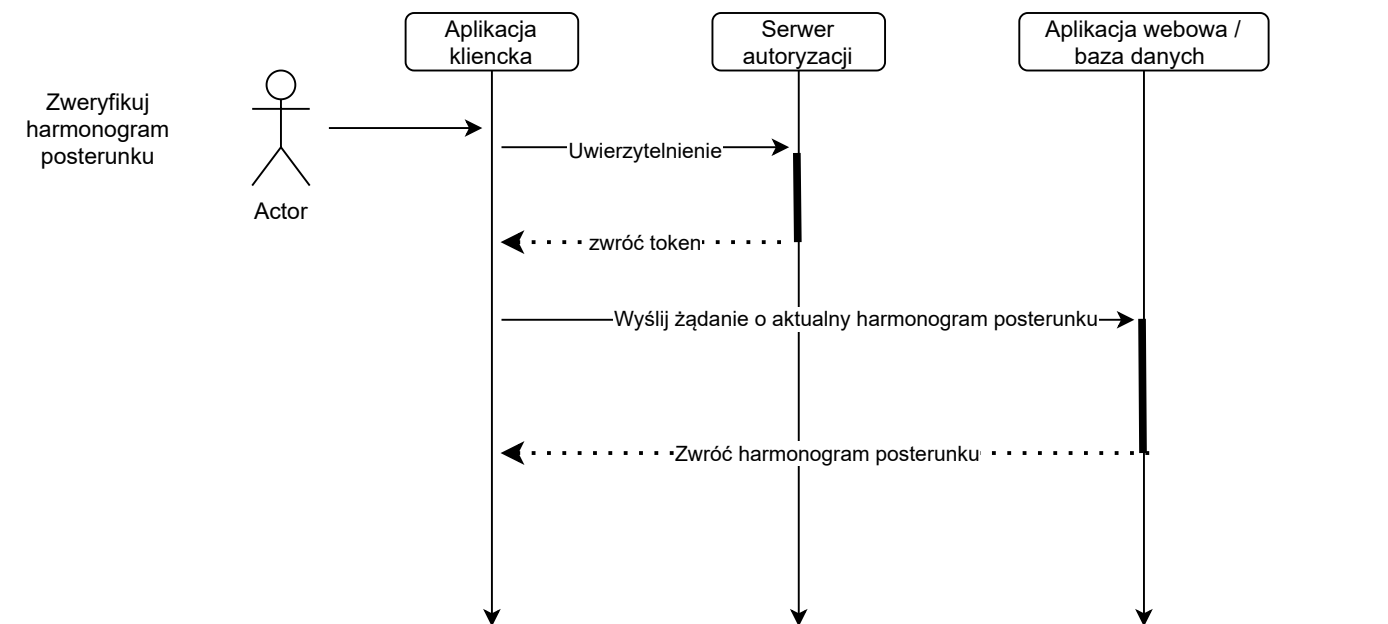 Aplikacja
kliencka
Serwer
autoryzacji
Aplikacja webowa /
baza danych
Zweryfikuj
harmonogram
posterunku
Actor
Uwierzytelnienie
zwróć token
Wyślij żądanie o aktualny harmonogram posterunku
Zwróć harmonogram posterunku